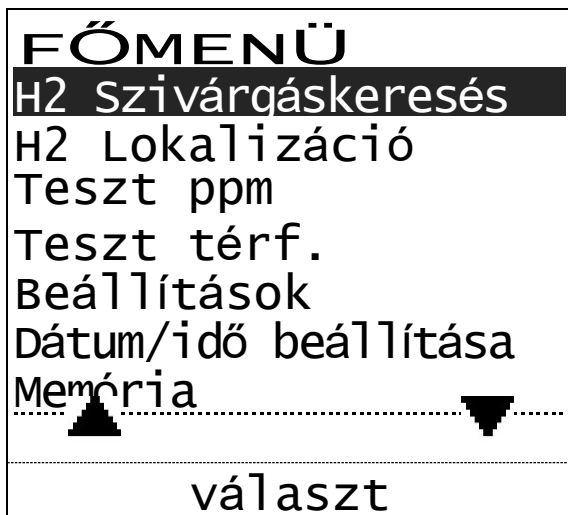 FŐMENÜ
H2 Szivárgáskeresés
H2 Lokalizáció
Teszt ppm
Teszt térf.
Beállítások
Dátum/idő beállítása
Memória
választ